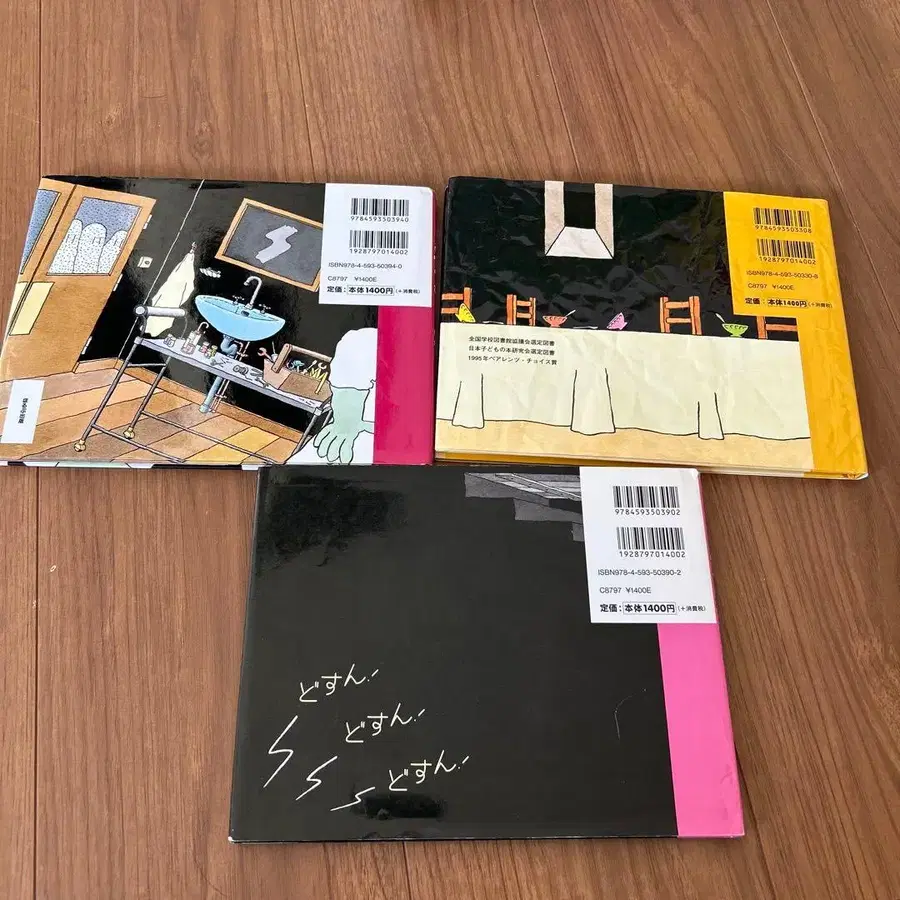 9784593503940
1928797014002
ISBN978-4-593-50394-0
C8797 ¥1400E
定価：本体1400円(＋消費税)
9784593503308
1928797014002
ISBN978-4-593-50330-8
C8797 ¥1400E
定価：本体1400円(＋消費税)
全国学校図書館協議会選定図書
日本子どもの本研究会選定図書
1995年ペアレンツ・チョイス賞
9784593503902
1928797014002
ISBN978-4-593-50390-2
C8797 ¥1400E
定価：本体1400円(＋消費税)
どすん!
どすん!
どすん!